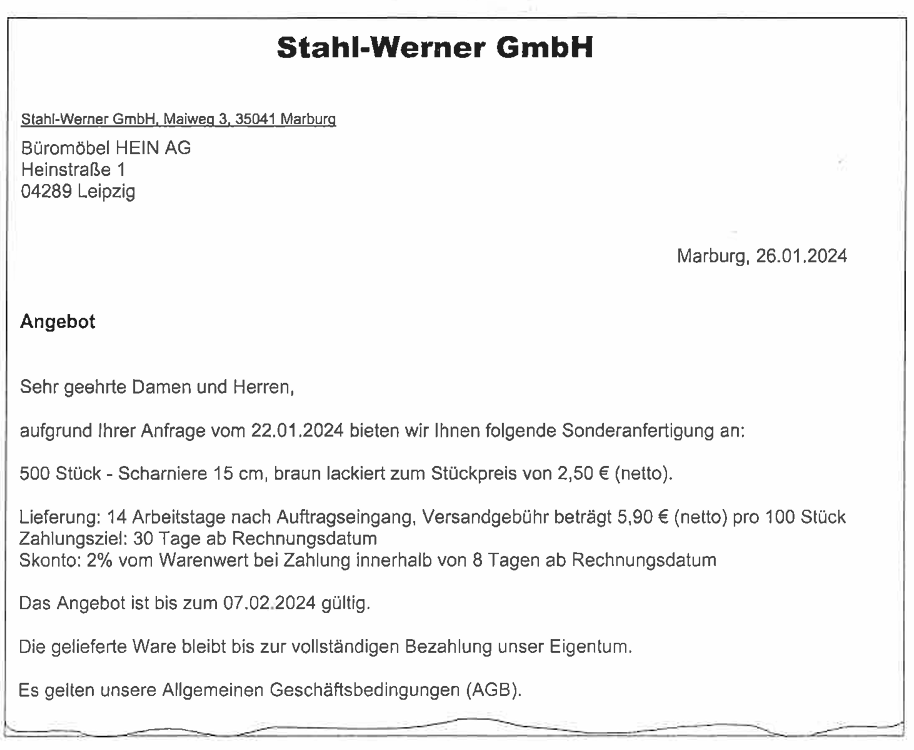 Stahl-Werner GmbH
Stahl-Werner GmbH, Maiweg 3, 35041 Marburg
Büromöbel HEIN AG
Heinstraße 1
04289 Leipzig
Marburg, 26.01.2024
Angebot
Sehr geehrte Damen und Herren,
aufgrund Ihrer Anfrage vom 22.01.2024 bieten wir Ihnen folgende Sonderanfertigung an:
500 Stück - Scharniere 15 cm, braun lackiert zum Stückpreis von 2,50 € (netto).
Lieferung: 14 Arbeitstage nach Auftragseingang, Versandgebühr beträgt 5,90 € (netto) pro 100 Stück
Zahlungsziel: 30 Tage ab Rechnungsdatum
Skonto: 2% vom Warenwert bei Zahlung innerhalb von 8 Tagen ab Rechnungsdatum
Das Angebot ist bis zum 07.02.2024 gültig.
Die gelieferte Ware bleibt bis zur vollständigen Bezahlung unser Eigentum.
Es gelten unsere Allgemeinen Geschäftsbedingungen (AGB).